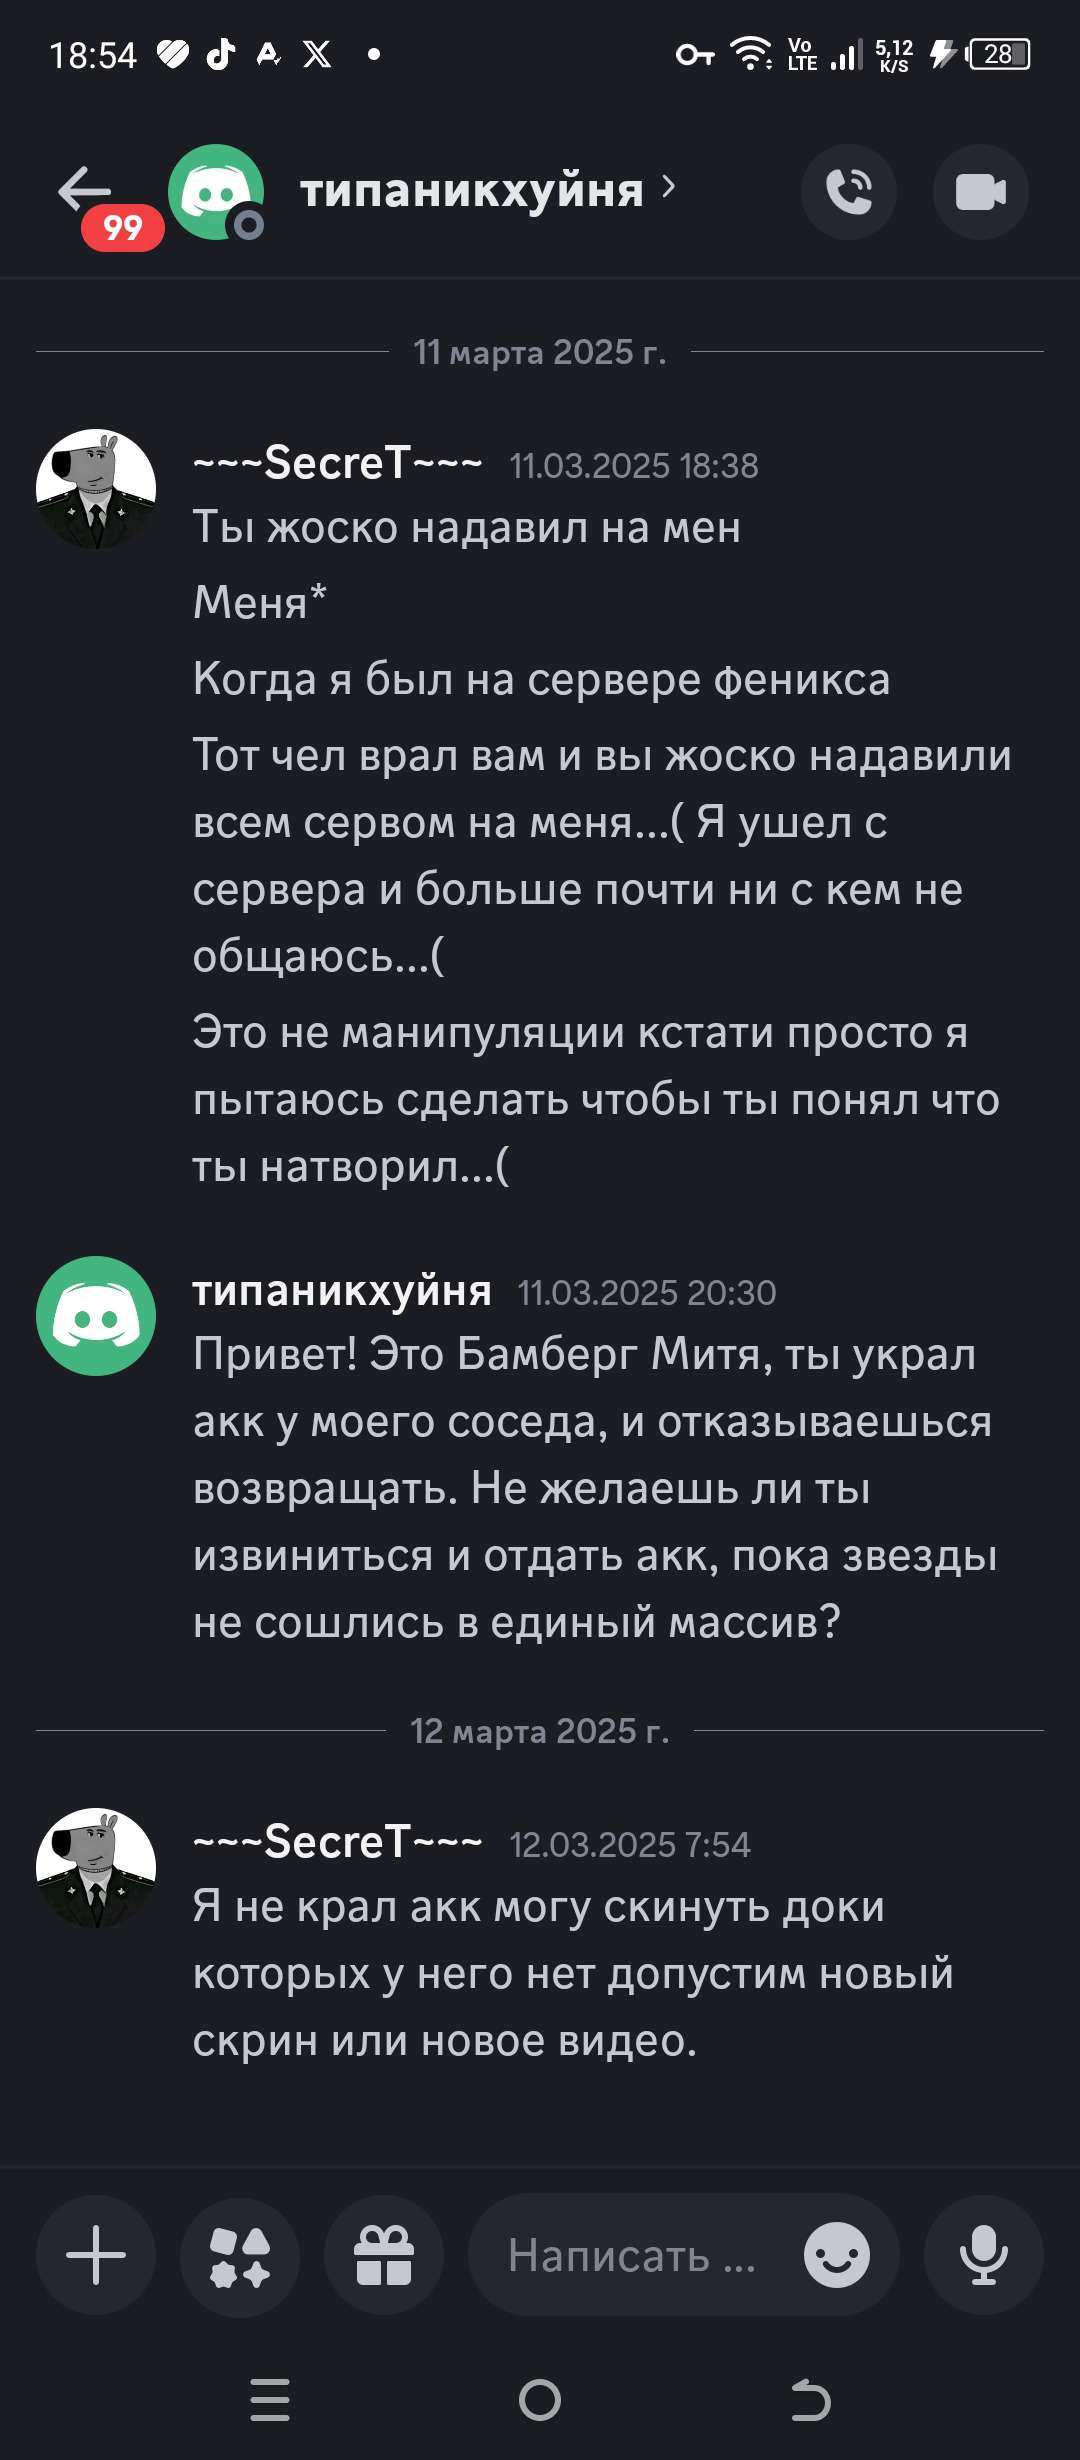 18:54
Vo LTE 5,12 K/S 28
99
типаникхуйня
11 марта 2025 г.
~~~SecreT~~~ 11.03.2025 18:38
Ты жоско надавил на мен
Меня*
Когда я был на сервере феникса
Тот чел врал вам и вы жоско надавили
всем сервом на меня...( Я ушел с
сервера и больше почти ни с кем не
общаюсь...(
Это не манипуляции кстати просто я
пытаюсь сделать чтобы ты понял что
ты натворил...(
типаникхуйня 11.03.2025 20:30
Привет! Это Бамберг Митя, ты украл
акк у моего соседа, и отказываешься
возвращать. Не желаешь ли ты
извиниться и отдать акк, пока звезды
не сошлись в единый массив?
12 марта 2025 г.
~~~SecreT~~~ 12.03.2025 7:54
Я не крал акк могу скинуть доки
которых у него нет допустим новый
скрин или новое видео.
Написать ...